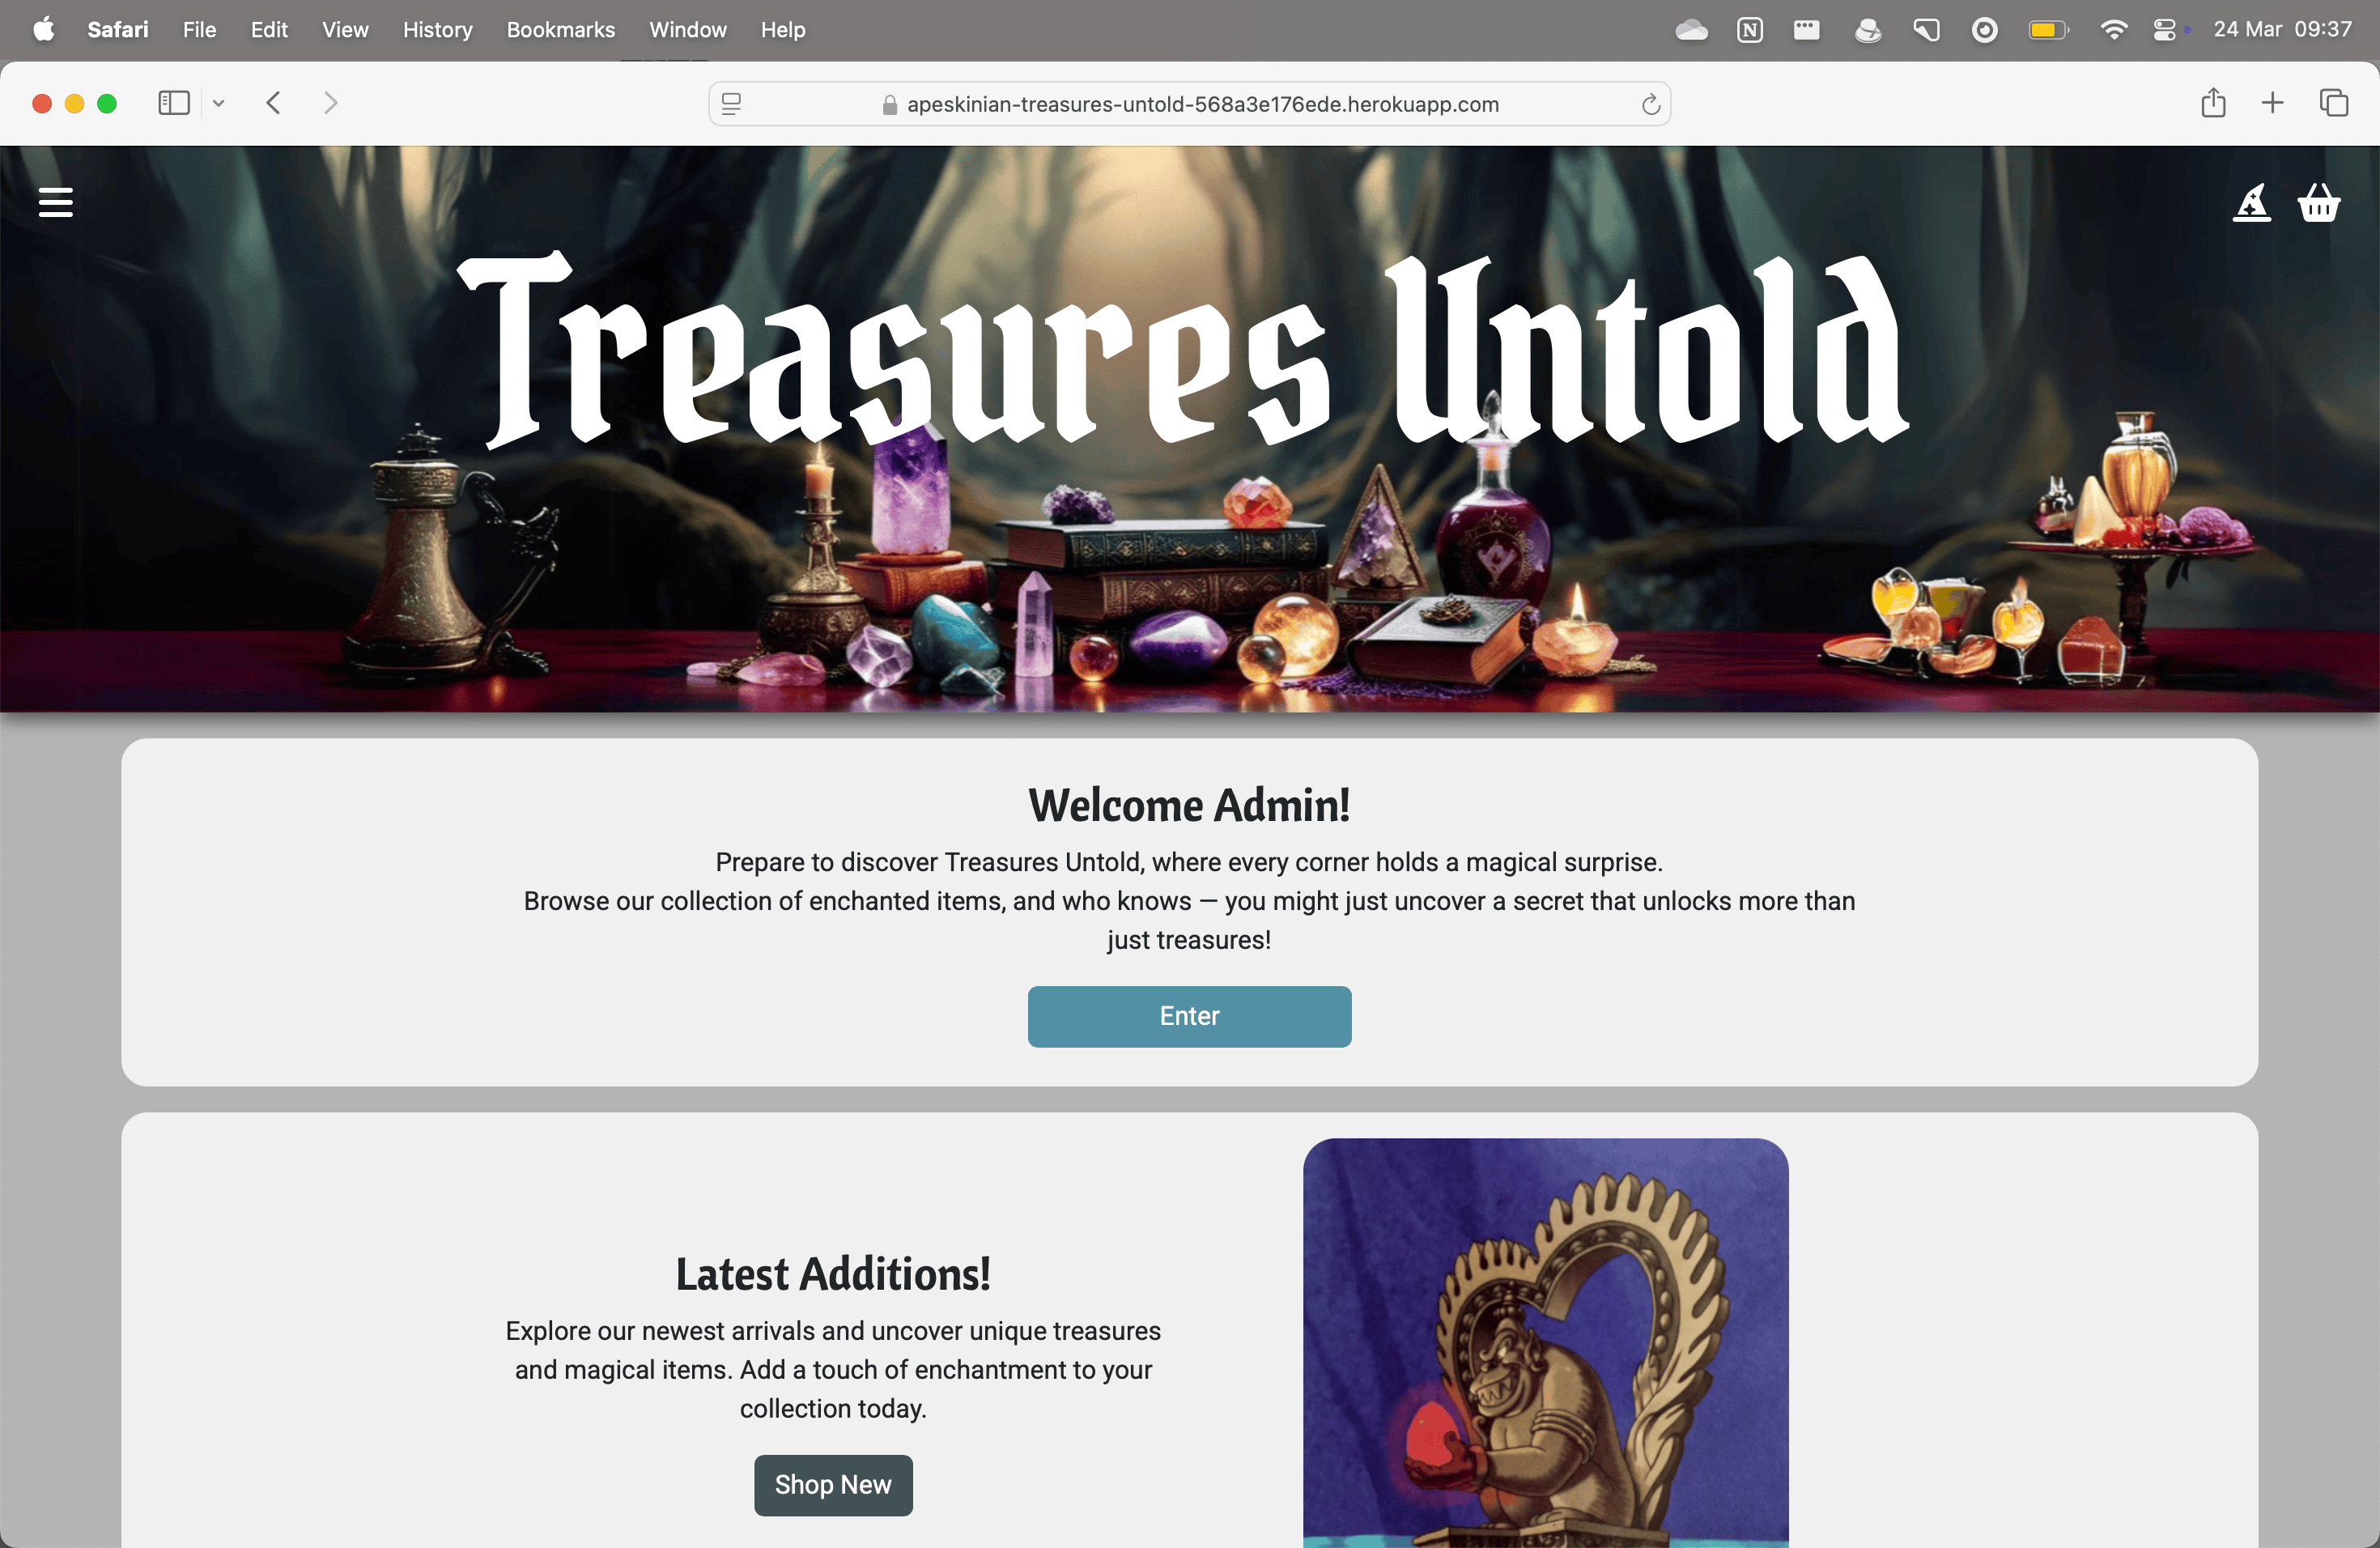 Safari File Edit View History Bookmarks Window Help
24 Mar 09:37
apeskinian-treasures-untold-568a3e176ede.herokuapp.com
Treasures Untold
Welcome Admin!
Prepare to discover Treasures Untold, where every corner holds a magical surprise.
Browse our collection of enchanted items, and who knows — you might just uncover a secret that unlocks more than
just treasures!
Enter
Latest Additions!
Explore our newest arrivals and uncover unique treasures
and magical items. Add a touch of enchantment to your
collection today.
Shop New